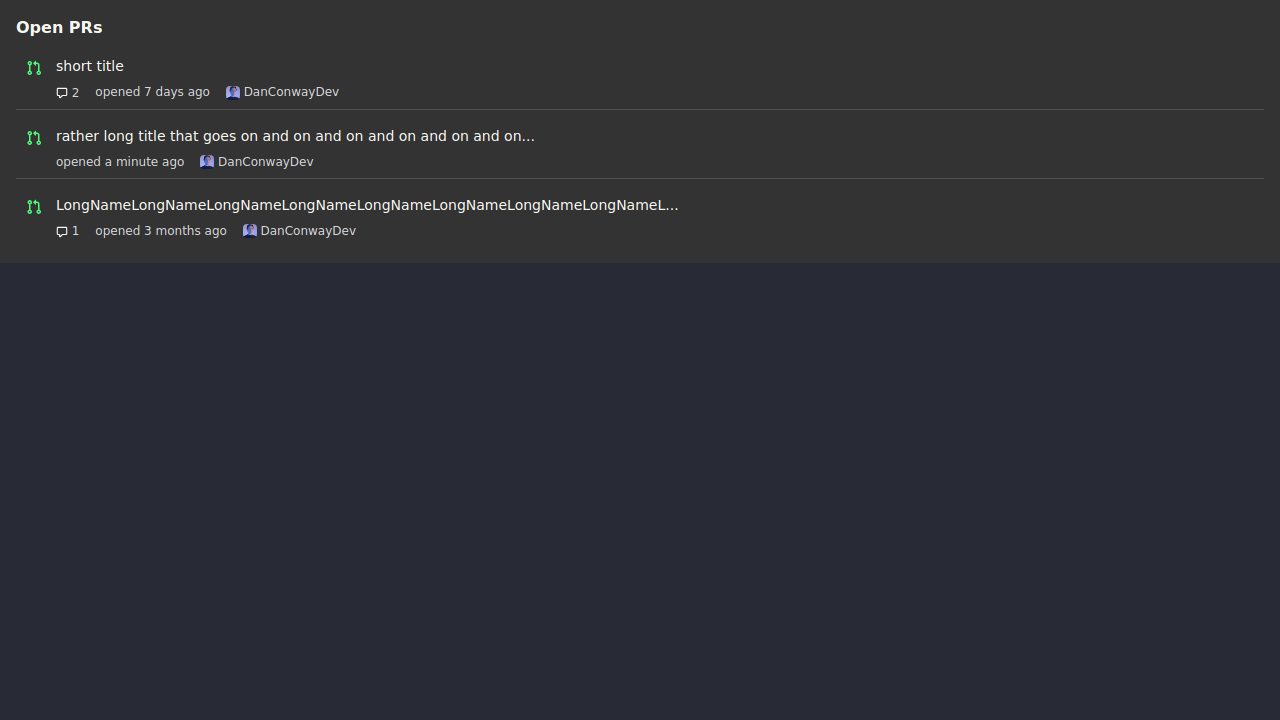 Open PRs
short title
2 opened 7 days ago DanConwayDev
rather long title that goes on and on and on and on and on and on...
opened a minute ago DanConwayDev
LongNameLongNameLongNameLongNameLongNameLongNameLongNameLongNameL...
1 opened 3 months ago DanConwayDev